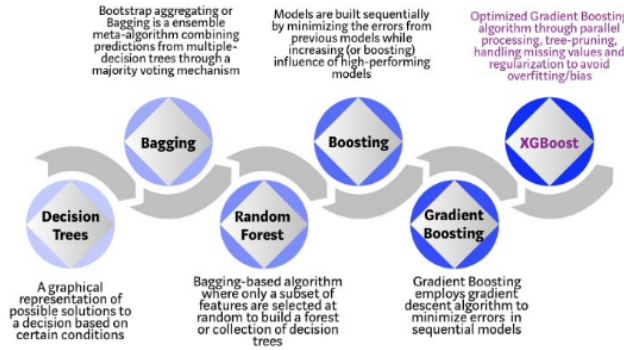 Bootstrap aggregating or
Bagging is a ensemble
meta-algorithm combining
predictions from multiple-
decision trees through a
majority voting mechanism
Models are built sequentially
by minimizing the errors from
previous models while
increasing (or boosting)
influence of high-performing
models
Optimized Gradient Boosting
algorithm through parallel
processing, tree-pruning,
handling missing values and
regularization to avoid
overfitting/bias
Bagging
Boosting
XGBoost
Decision
Trees
Random
Forest
Gradient
Boosting
A graphical
representation of
possible solutions to
a decision based on
certain conditions
Bagging-based algorithm
where only a subset of
features are selected at
random to build a forest
or collection of decision
trees
Gradient Boosting
employs gradient
descent algorithm to
minimize errors in
sequential models